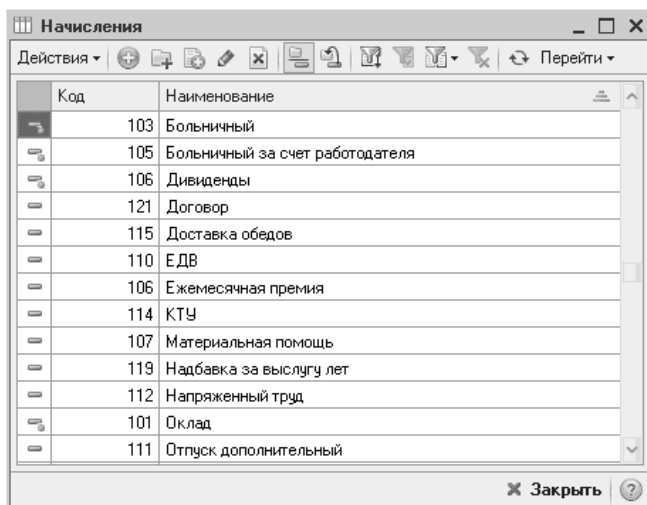 Начисления
Действия Перейти
Код Наименование
103 Больничный
105 Больничный за счет работодателя
106 Дивиденды
121 Договор
115 Доставка обедов
110 ЕДВ
106 Ежемесячная премия
114 КТУ
107 Материальная помощь
119 Надбавка за выслугу лет
112 Напряженный труд
101 Оклад
111 Отпуск дополнительный
Закрыть ?